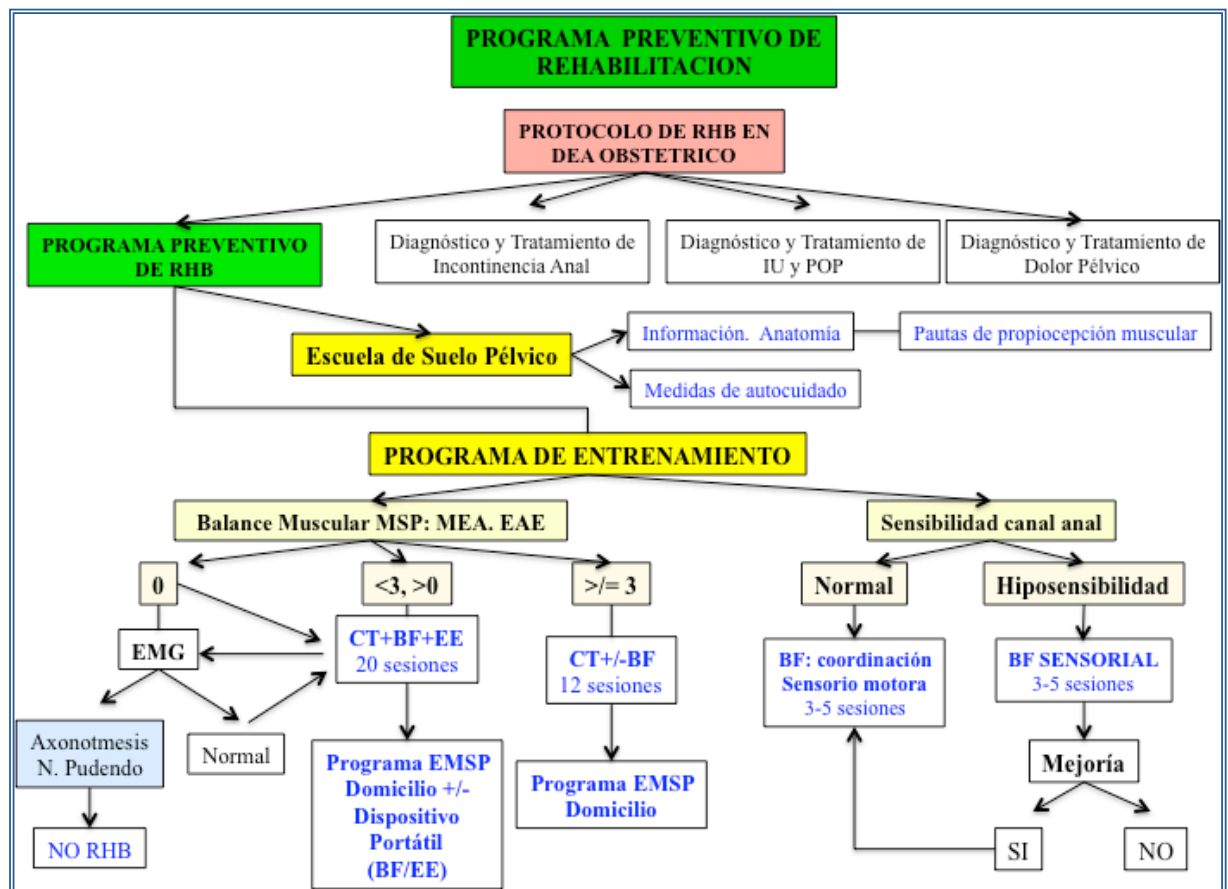 PROGRAMA PREVENTIVO DE
REHABILITACION
PROTOCOLO DE RHB EN
DEA OBSTETRICO
PROGRAMA PREVENTIVO
DE RHB
Diagnóstico y Tratamiento de
Incontinencia Anal
Diagnóstico y Tratamiento de
IU y POP
Diagnóstico y Tratamiento de
Dolor Pélvico
Escuela de Suelo Pélvico
Información. Anatomía
Pautas de propiocepción muscular
Medidas de autocuidado
PROGRAMA DE ENTRENAMIENTO
Balance Muscular MSP: MEA. EAE
Sensibilidad canal anal
0
<3, >0
>/= 3
Normal
Hiposensibilidad
EMG
CT+BF+EE
20 sesiones
CT+/-BF
12 sesiones
BF: coordinación
Sensorio motora
3-5 sesiones
BF SENSORIAL
3-5 sesiones
Axonotmesis
N. Pudendo
Normal
Programa EMSP
Domicilio +/-
Dispositivo
Portátil
(BF/EE)
Programa EMSP
Domicilio
Mejoría
NO RHB
SI
NO